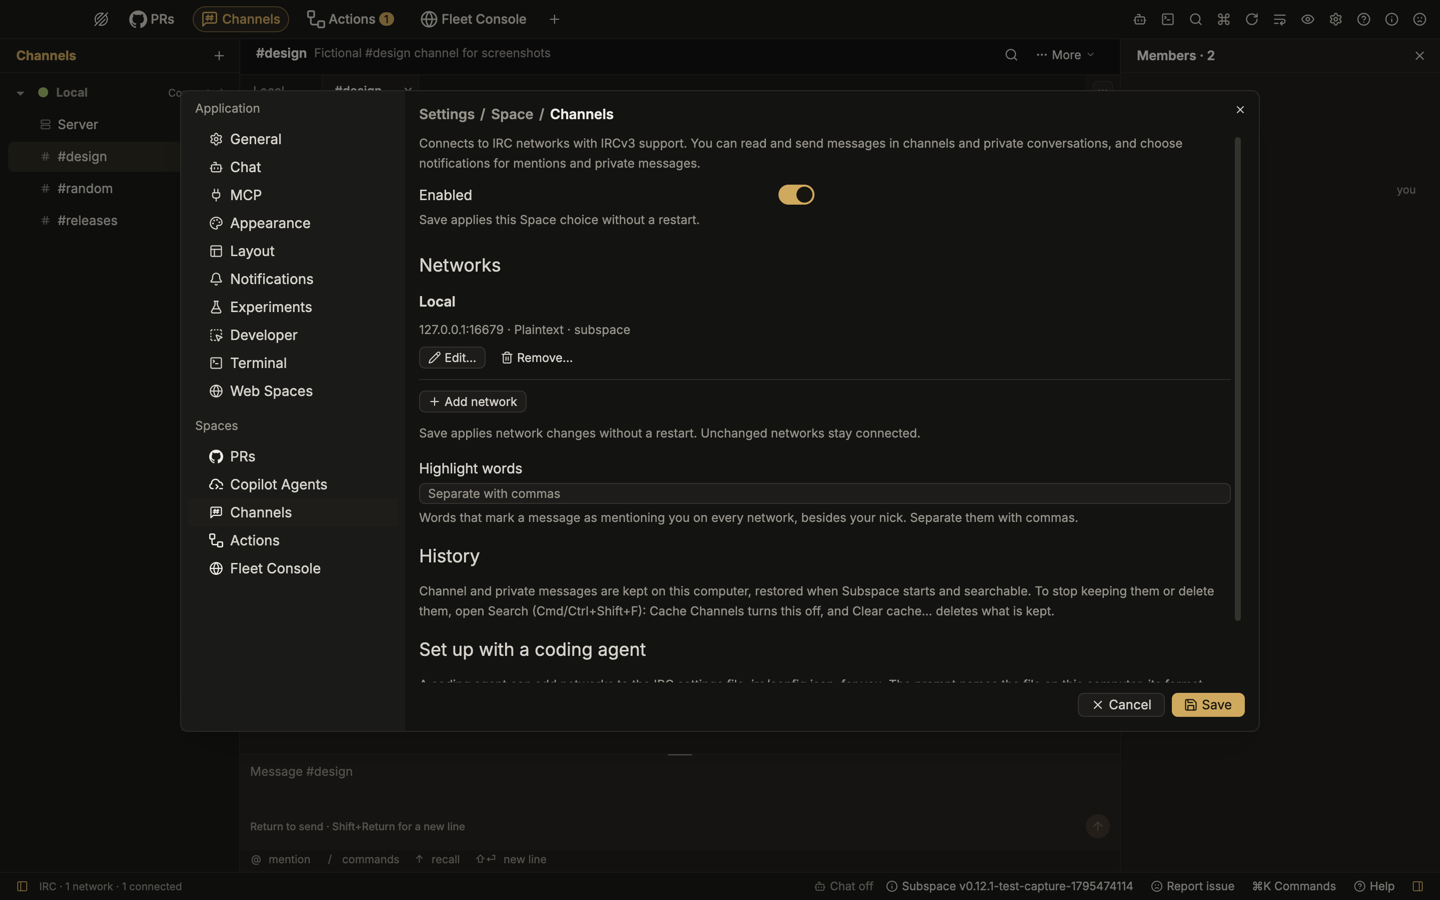 PRs
Channels
Actions 1
Fleet Console
Channels
#design Fictional #design channel for screenshots
More
Members · 2
Local
Server
#design
#random
#releases
you
Application
General
Chat
MCP
Appearance
Layout
Notifications
Experiments
Developer
Terminal
Web Spaces
Spaces
PRs
Copilot Agents
Channels
Actions
Fleet Console
Settings / Space / Channels
Connects to IRC networks with IRCv3 support. You can read and send messages in channels and private conversations, and choose
notifications for mentions and private messages.
Enabled
Save applies this Space choice without a restart.
Networks
Local
127.0.0.1:16679 · Plaintext · subspace
Edit...
Remove...
Add network
Save applies network changes without a restart. Unchanged networks stay connected.
Highlight words
Separate with commas
Words that mark a message as mentioning you on every network, besides your nick. Separate them with commas.
History
Channel and private messages are kept on this computer, restored when Subspace starts and searchable. To stop keeping them or delete
them, open Search (Cmd/Ctrl+Shift+F): Cache Channels turns this off, and Clear cache... deletes what is kept.
Set up with a coding agent
Cancel
Save
Message #design
Return to send · Shift+Return for a new line
@ mention / commands ↑ recall ⇧↩ new line
IRC · 1 network · 1 connected
Chat off
Subspace v0.12.1-test-capture-1795474114
Report issue
⌘K Commands
Help